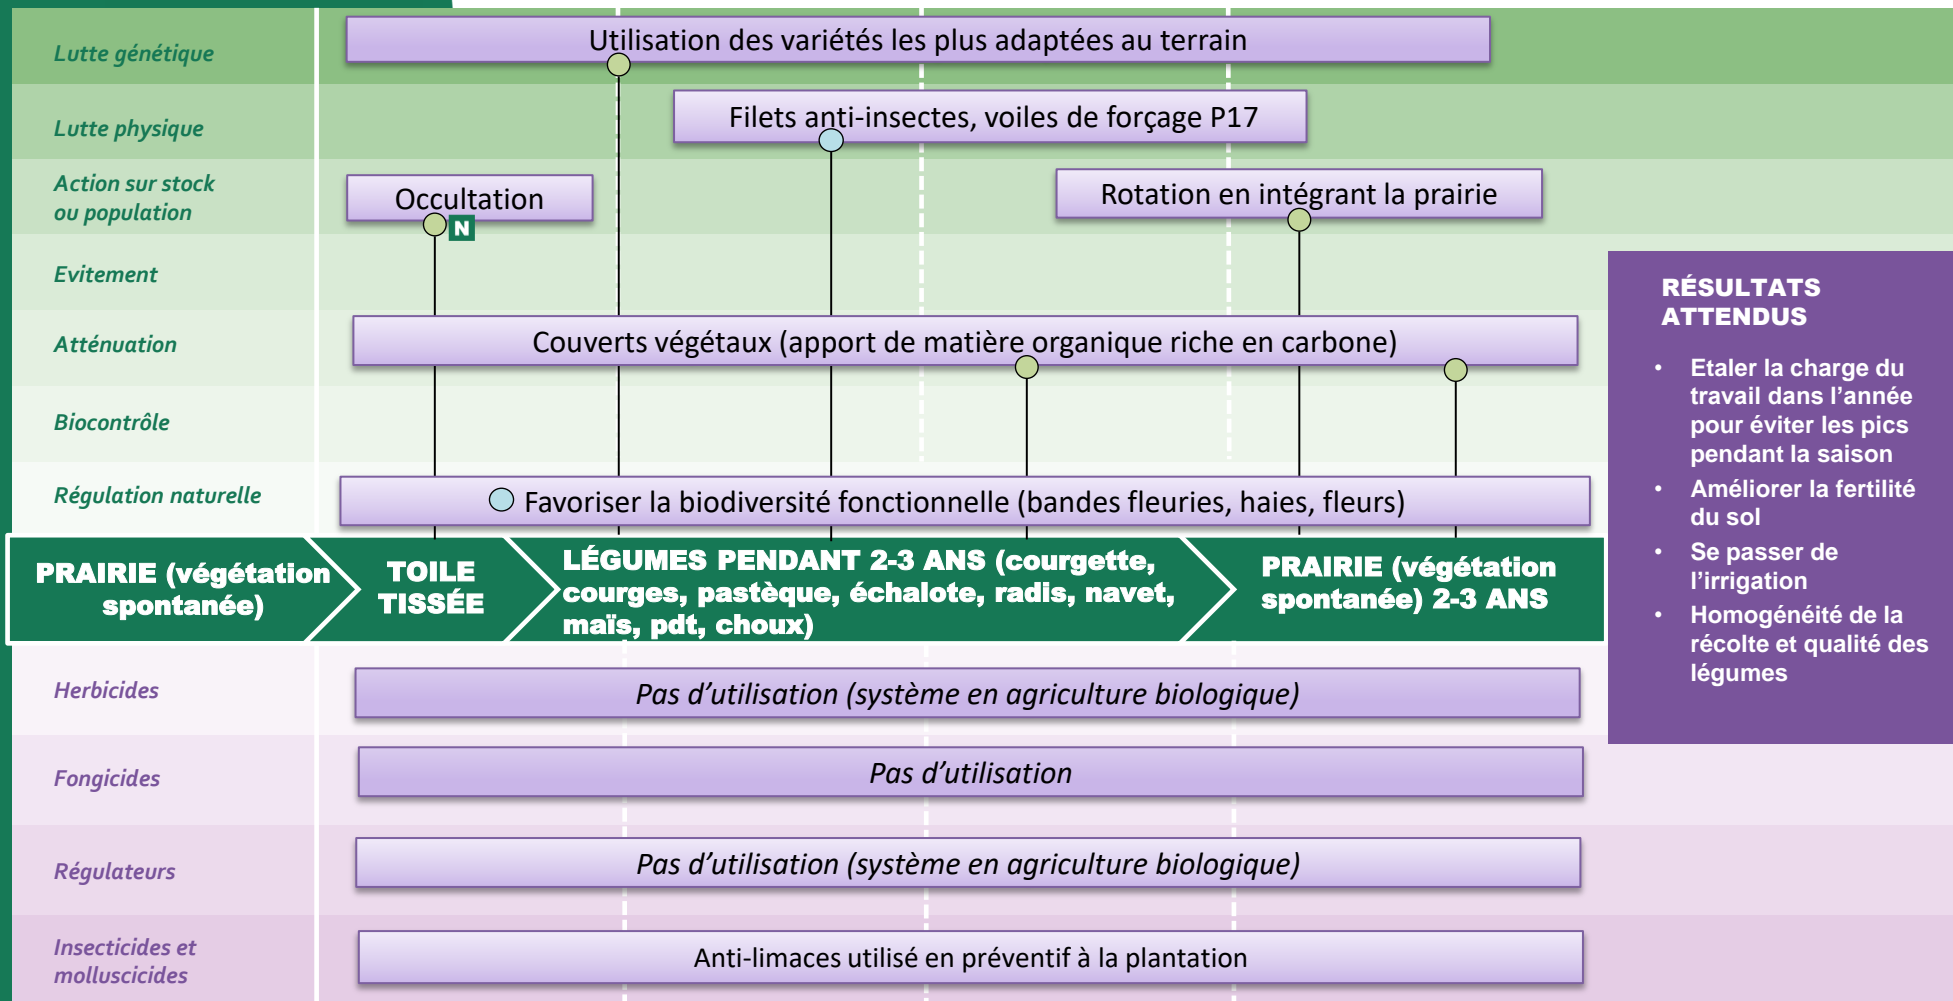 Lutte génétique
Utilisation des variétés les plus adaptées au terrain
Lutte physique
Filets anti-insectes, voiles de forçage P17
Action sur stock
ou population
Occultation
N
Rotation en intégrant la prairie
Evitement
Atténuation
Couverts végétaux (apport de matière organique riche en carbone)
Biocontrôle
Régulation naturelle
Favoriser la biodiversité fonctionnelle (bandes fleuries, haies, fleurs)
PRAIRIE (végétation
spontanée)
TOILE
TISSÉE
LÉGUMES PENDANT 2-3 ANS (courgette,
courges, pastèque, échalote, radis, navet,
maïs, pdt, choux)
PRAIRIE (végétation
spontanée) 2-3 ANS
Herbicides
Pas d’utilisation (système en agriculture biologique)
Fongicides
Pas d’utilisation
Régulateurs
Pas d’utilisation (système en agriculture biologique)
Insecticides et
molluscicides
Anti-limaces utilisé en préventif à la plantation
RÉSULTATS
ATTENDUS
• Etaler la charge du
travail dans l’année
pour éviter les pics
pendant la saison
• Améliorer la fertilité
du sol
• Se passer de
l’irrigation
• Homogénéité de la
récolte et qualité des
légumes